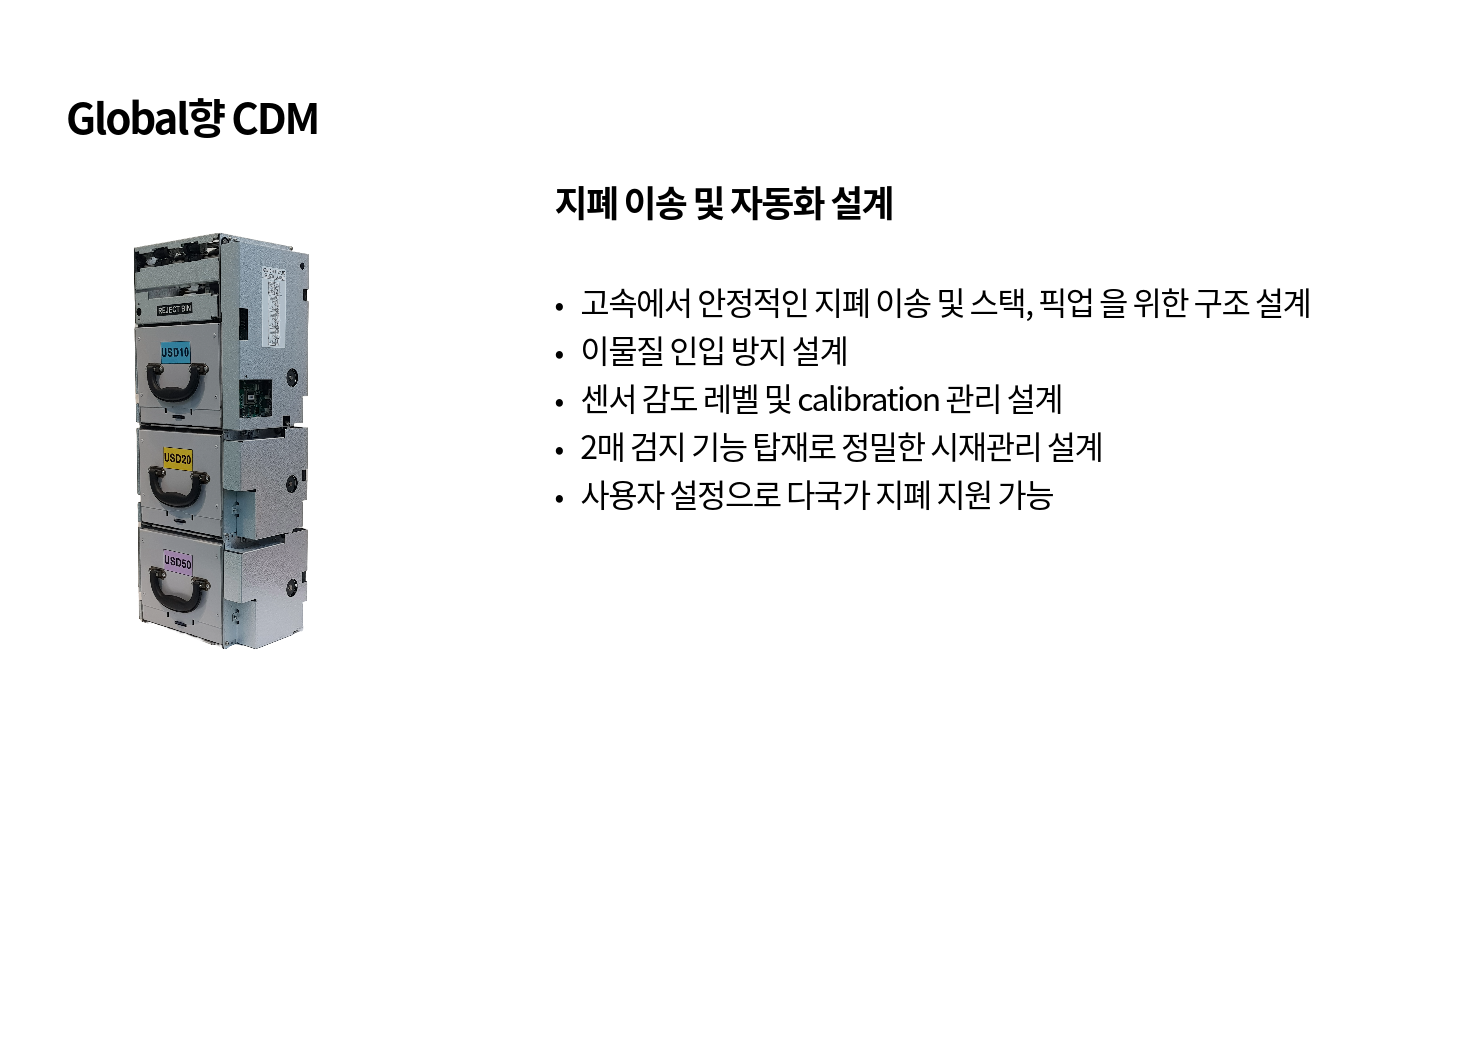 Global향 CDM
지폐 이송 및 자동화 설계
• 고속에서 안정적인 지폐 이송 및 스택, 픽업 을 위한 구조 설계
• 이물질 인입 방지 설계
• 센서 감도 레벨 및 calibration 관리 설계
• 2매 검지 기능 탑재로 정밀한 시재관리 설계
• 사용자 설정으로 다국가 지폐 지원 가능
REJECT BIN
USD10
USD20
USD50